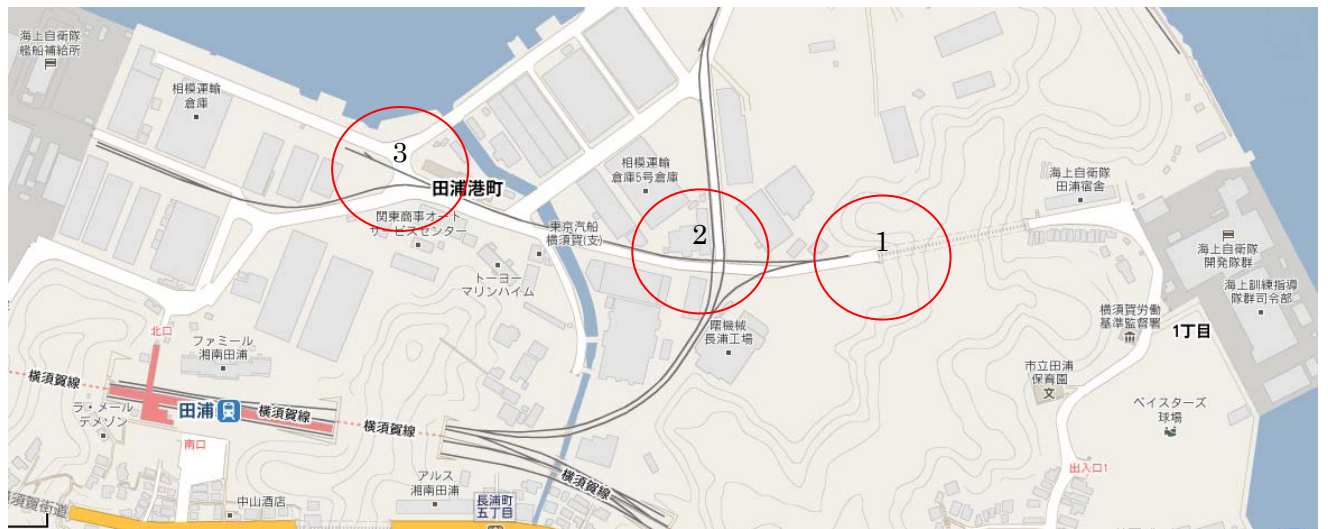 海上自衛隊
艦船補給所
相模運輸
倉庫
3
田浦港町
関東商事オート
サービスセンター
東京汽船
横須賀(支)
トーヨー
マリンハイム
相模運輸
倉庫5号倉庫
2
1
曙機械
長浦工場
海上自衛隊
田浦宿舎
海上自衛隊
開発隊群
海上訓練指導
隊群司令部
横須賀労働
基準監督署
1丁目
市立田浦
保育園
ベイスターズ
球場
出入口1
北口
ファミール
湘南田浦
横須賀線
ラ・メール
デメゾン
田浦
横須賀線
横須賀線
横須賀線
南口
中山酒店
アルス
湘南田浦
長浦町
五丁目
横須賀街道